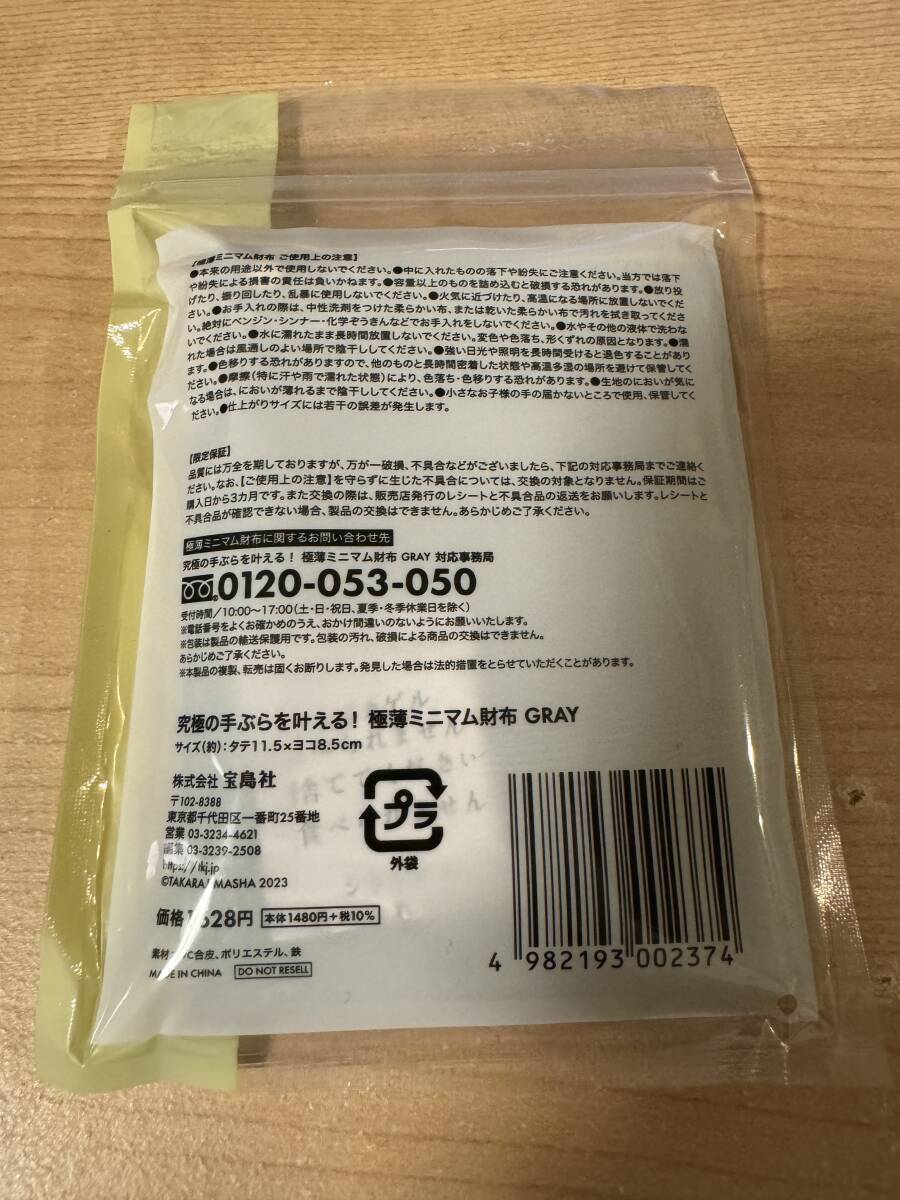 【極薄ミニマム財布 ご使用上の注意】
●本来の用途以外で使用しないでください。●中に入れたものの落下や紛失にご注意ください。当方では落下
や紛失による損害の責任は負いかねます。●容量以上のものを詰め込むと破損する恐れがあります。●放り投
げたり、振り回したり、乱暴に使用しないでください。●火気に近づけたり、高温になる場所に放置しないでくだ
さい。●お手入れの際は、中性洗剤をつけた柔らかい布、または乾いた柔らかい布で汚れを拭き取ってくださ
い。絶対にベンジン・シンナー・化学ぞうきんなどでお手入れをしないでください。●水やその他の液体で洗わな
いでください。●水に濡れたまま長時間放置しないでください。変色や色落ち、形くずれの原因となります。●濡
れた場合は風通しのよい場所で陰干ししてください。●強い日光や照明を長時間受けると退色することがあり
ます。●色移りする恐れがありますので、他のものと長時間密着した状態や高温多湿の場所を避けて保管してく
ださい。●摩擦（特に汗や雨で濡れた状態）により、色落ち・色移りする恐れがあります。●生地のにおいが気に
なる場合は、においが薄れるまで陰干ししてください。●小さなお子様の手の届かないところで使用、保管してく
ださい。●仕上がりサイズには若干の誤差が発生します。
【限定保証】
品質には万全を期しておりますが、万が一破損、不具合などがございましたら、下記の対応事務局までご連絡く
ださい。なお、【ご使用上の注意】を守らずに生じた不具合については、交換の対象となりません。保証期間はご
購入日から3カ月です。また交換の際は、販売店発行のレシートと不具合品の返送をお願いします。レシートと
不具合品が確認できない場合、製品の交換はできません。あらかじめご了承ください。
極薄ミニマム財布に関するお問い合わせ先
究極の手ぶらを叶える！ 極薄ミニマム財布 GRAY 対応事務局
0120-053-050
受付時間／10:00〜17:00（土・日・祝日、夏季・冬季休業日を除く）
※電話番号をよくお確かめのうえ、おかけ間違いのないようにお願いいたします。
※包装は製品の輸送保護用です。包装の汚れ、破損による商品の交換はできません。
あらかじめご了承ください。
※本製品の複製、転売は固くお断りします。発見した場合は法的措置をとらせていただくことがあります。
究極の手ぶらを叶える！ 極薄ミニマム財布 GRAY
サイズ（約）：タテ11.5×ヨコ8.5cm
株式会社 宝島社
〒102-8388
東京都千代田区一番町25番地
営業 03-3234-4621
編集 03-3239-2508
https://tkj.jp
©TAKARAJIMASHA 2023
プラ
外袋
価格1628円 本体1480円+税10%
素材：PVC合皮、ポリエステル、鉄
MADE IN CHINA DO NOT RESELL
4 982193 002374